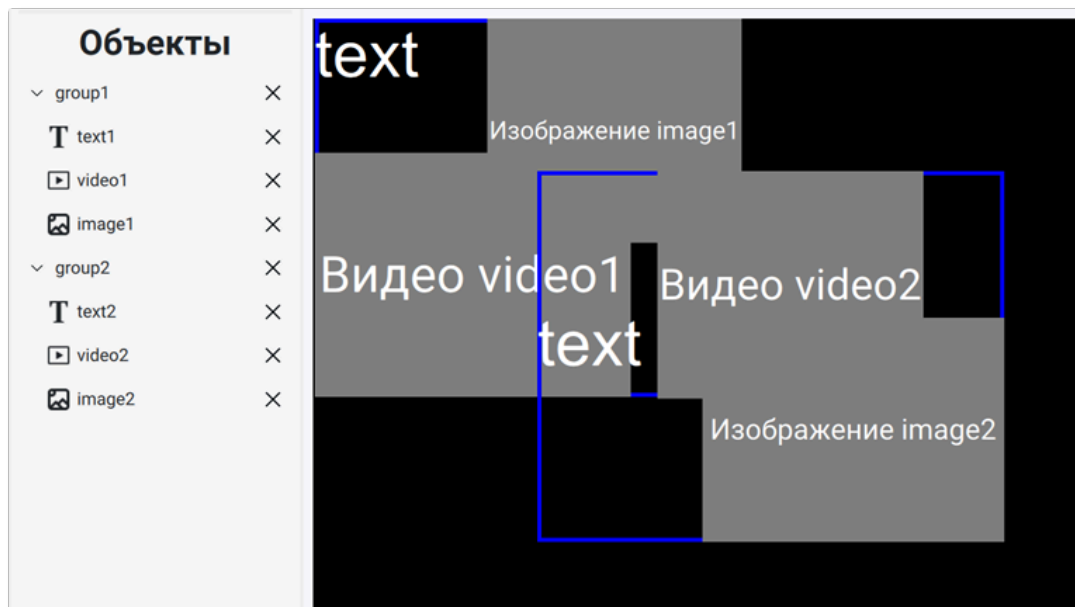 Объекты
group1
text1
video1
image1
group2
text2
video2
image2
text
Изображение image1
Видео video1
Видео video2
text
Изображение image2